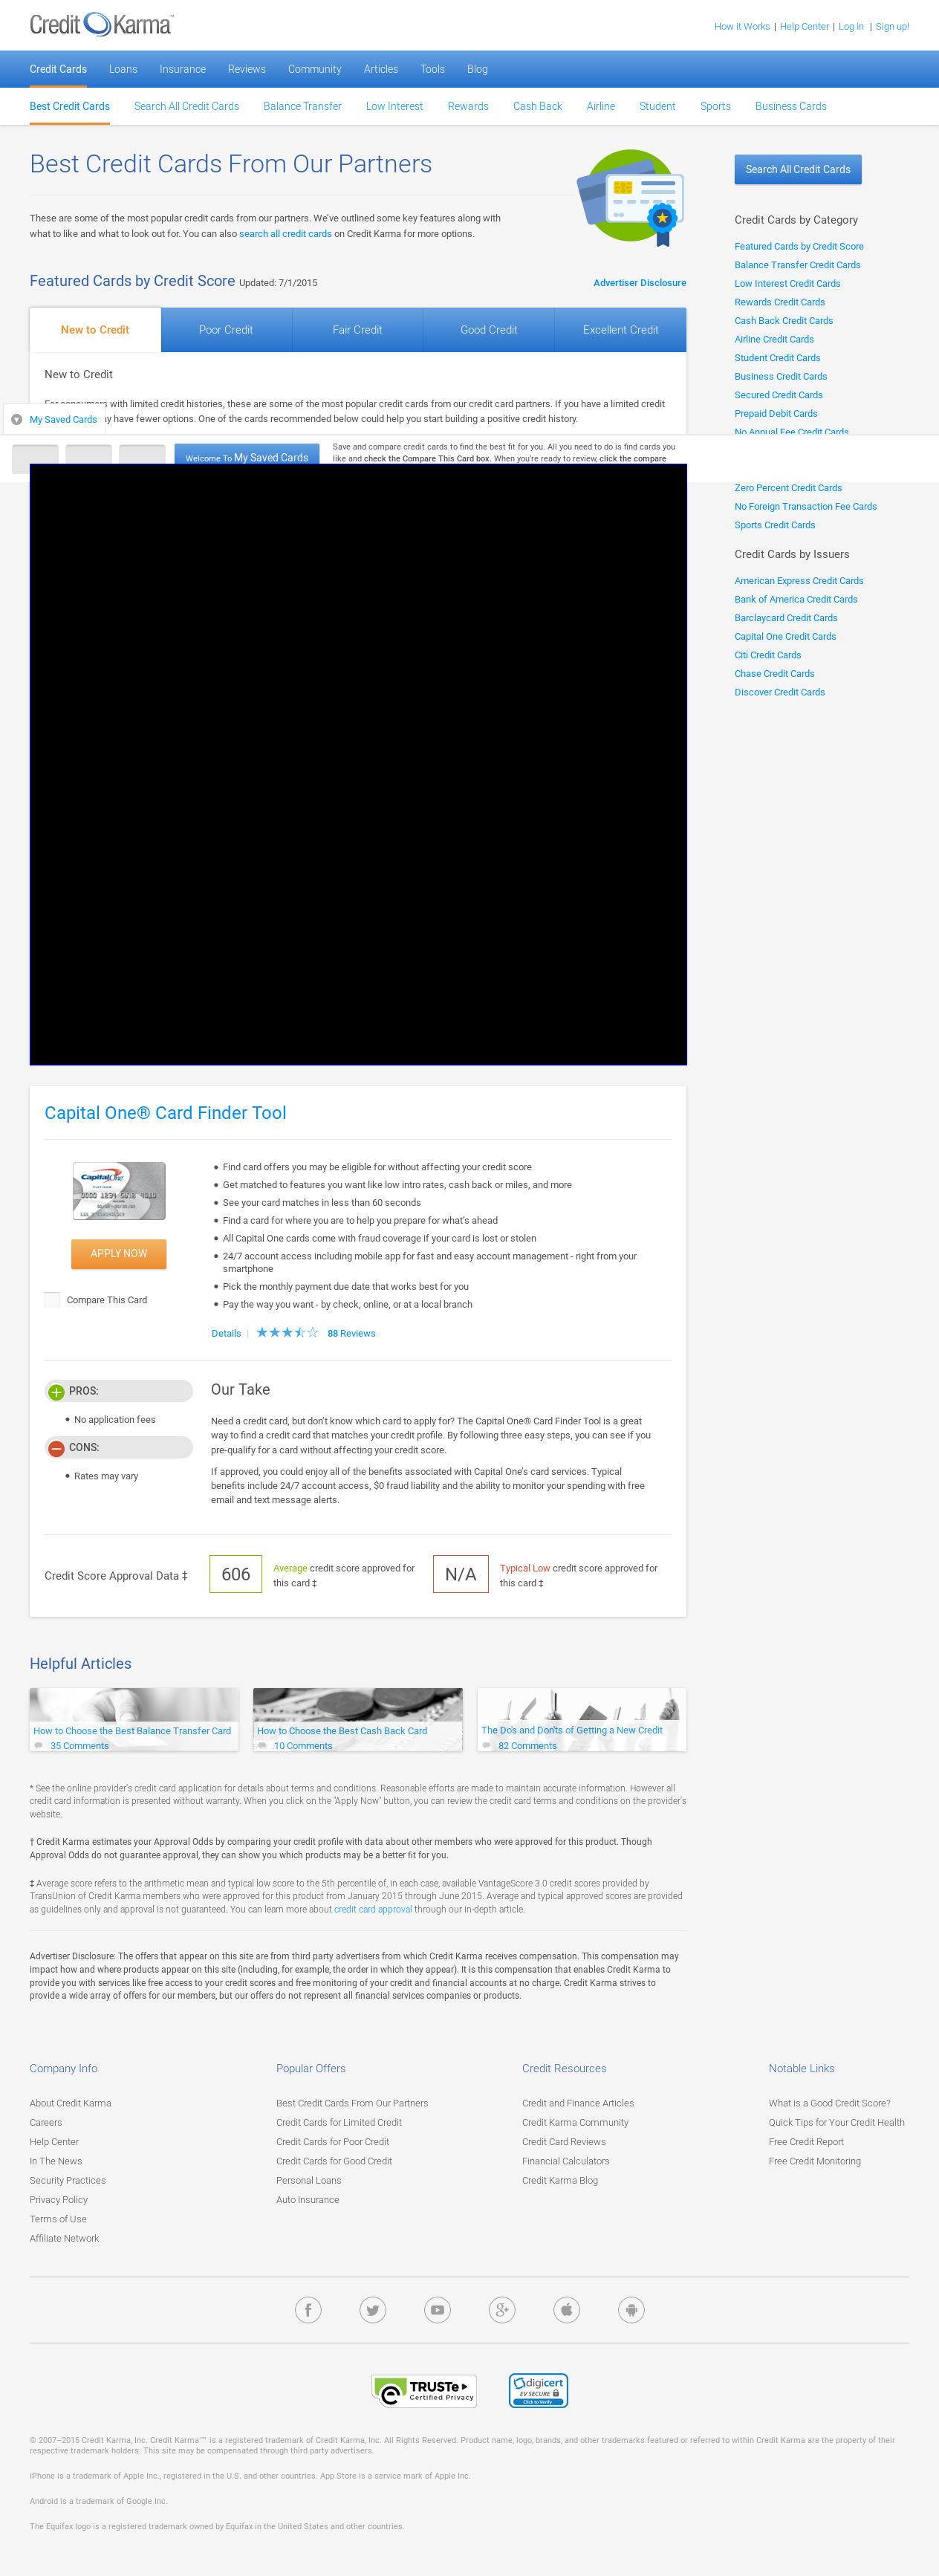 Credit Karma™
How it Works | Help Center | Log In | Sign up!
Credit Cards Loans Insurance Reviews Community Articles Tools Blog
Best Credit Cards Search All Credit Cards Balance Transfer Low Interest Rewards Cash Back Airline Student Sports Business Cards
Best Credit Cards From Our Partners
These are some of the most popular credit cards from our partners. We've outlined some key features along with
what to like and what to look out for. You can also search all credit cards on Credit Karma for more options.
Featured Cards by Credit Score Updated: 7/1/2015
Advertiser Disclosure
New to Credit Poor Credit Fair Credit Good Credit Excellent Credit
New to Credit
For consumers with limited credit histories, these are some of the most popular credit cards from our credit card partners. If you have a limited credit
may have fewer options. One of the cards recommended below could help you start building a positive credit history.
My Saved Cards
Welcome To My Saved Cards
Save and compare credit cards to find the best fit for you. All you need to do is find cards you
like and check the Compare This Card box. When you're ready to review, click the compare
Search All Credit Cards
Credit Cards by Category
Featured Cards by Credit Score
Balance Transfer Credit Cards
Low Interest Credit Cards
Rewards Credit Cards
Cash Back Credit Cards
Airline Credit Cards
Student Credit Cards
Business Credit Cards
Secured Credit Cards
Prepaid Debit Cards
No Annual Fee Credit Cards
Zero Percent Credit Cards
No Foreign Transaction Fee Cards
Sports Credit Cards
Credit Cards by Issuers
American Express Credit Cards
Bank of America Credit Cards
Barclaycard Credit Cards
Capital One Credit Cards
Citi Credit Cards
Chase Credit Cards
Discover Credit Cards
Capital One® Card Finder Tool
Capital One
PLATINUM
APPLY NOW
Compare This Card
Find card offers you may be eligible for without affecting your credit score
Get matched to features you want like low intro rates, cash back or miles, and more
See your card matches in less than 60 seconds
Find a card for where you are to help you prepare for what's ahead
All Capital One cards come with fraud coverage if your card is lost or stolen
24/7 account access including mobile app for fast and easy account management - right from your
smartphone
Pick the monthly payment due date that works best for you
Pay the way you want - by check, online, or at a local branch
Details | 88 Reviews
PROS:
No application fees
CONS:
Rates may vary
Our Take
Need a credit card, but don't know which card to apply for? The Capital One® Card Finder Tool is a great
way to find a credit card that matches your credit profile. By following three easy steps, you can see if you
pre-qualify for a card without affecting your credit score.
If approved, you could enjoy all of the benefits associated with Capital One's card services. Typical
benefits include 24/7 account access, $0 fraud liability and the ability to monitor your spending with free
email and text message alerts.
Credit Score Approval Data ‡
606
Average credit score approved for
this card ‡
N/A
Typical Low credit score approved for
this card ‡
Helpful Articles
How to Choose the Best Balance Transfer Card
35 Comments
How to Choose the Best Cash Back Card
10 Comments
The Do's and Don'ts of Getting a New Credit
82 Comments
* See the online provider's credit card application for details about terms and conditions. Reasonable efforts are made to maintain accurate information. However all
credit card information is presented without warranty. When you click on the "Apply Now" button, you can review the credit card terms and conditions on the provider's
website.
† Credit Karma estimates your Approval Odds by comparing your credit profile with data about other members who were approved for this product. Though
Approval Odds do not guarantee approval, they can show you which products may be a better fit for you.
‡ Average score refers to the arithmetic mean and typical low score to the 5th percentile of, in each case, available VantageScore 3.0 credit scores provided by
TransUnion of Credit Karma members who were approved for this product from January 2015 through June 2015. Average and typical approved scores are provided
as guidelines only and approval is not guaranteed. You can learn more about credit card approval through our in-depth article.
Advertiser Disclosure: The offers that appear on this site are from third party advertisers from which Credit Karma receives compensation. This compensation may
impact how and where products appear on this site (including, for example, the order in which they appear). It is this compensation that enables Credit Karma to
provide you with services like free access to your credit scores and free monitoring of your credit and financial accounts at no charge. Credit Karma strives to
provide a wide array of offers for our members, but our offers do not represent all financial services companies or products.
Company Info
About Credit Karma
Careers
Help Center
In The News
Security Practices
Privacy Policy
Terms of Use
Affiliate Network
Popular Offers
Best Credit Cards From Our Partners
Credit Cards for Limited Credit
Credit Cards for Poor Credit
Credit Cards for Good Credit
Personal Loans
Auto Insurance
Credit Resources
Credit and Finance Articles
Credit Karma Community
Credit Card Reviews
Financial Calculators
Credit Karma Blog
Notable Links
What is a Good Credit Score?
Quick Tips for Your Credit Health
Free Credit Report
Free Credit Monitoring
TRUSTe
Certified Privacy
digicert
EV SECURE
Click to Verify
© 2007–2015 Credit Karma, Inc. Credit Karma™ is a registered trademark of Credit Karma, Inc. All Rights Reserved. Product name, logo, brands, and other trademarks featured or referred to within Credit Karma are the property of their
respective trademark holders. This site may be compensated through third party advertisers.
iPhone is a trademark of Apple Inc., registered in the U.S. and other countries. App Store is a service mark of Apple Inc.
Android is a trademark of Google Inc.
The Equifax logo is a registered trademark owned by Equifax in the United States and other countries.